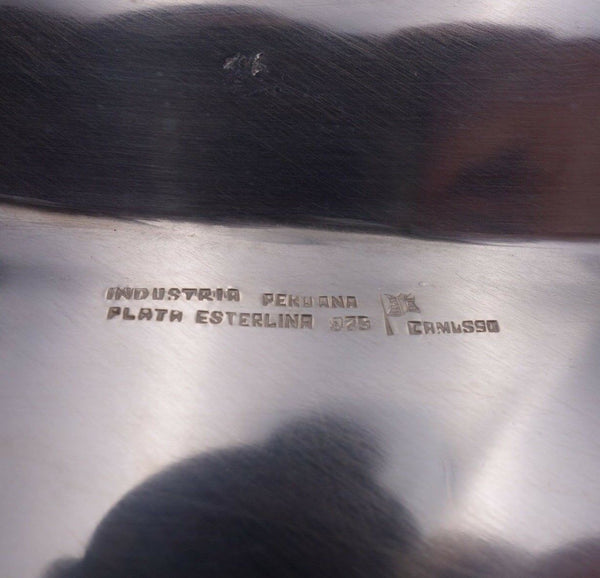 INDUSTRIA PERUANA
PLATA ESTERLINA 925 CAMUSSO